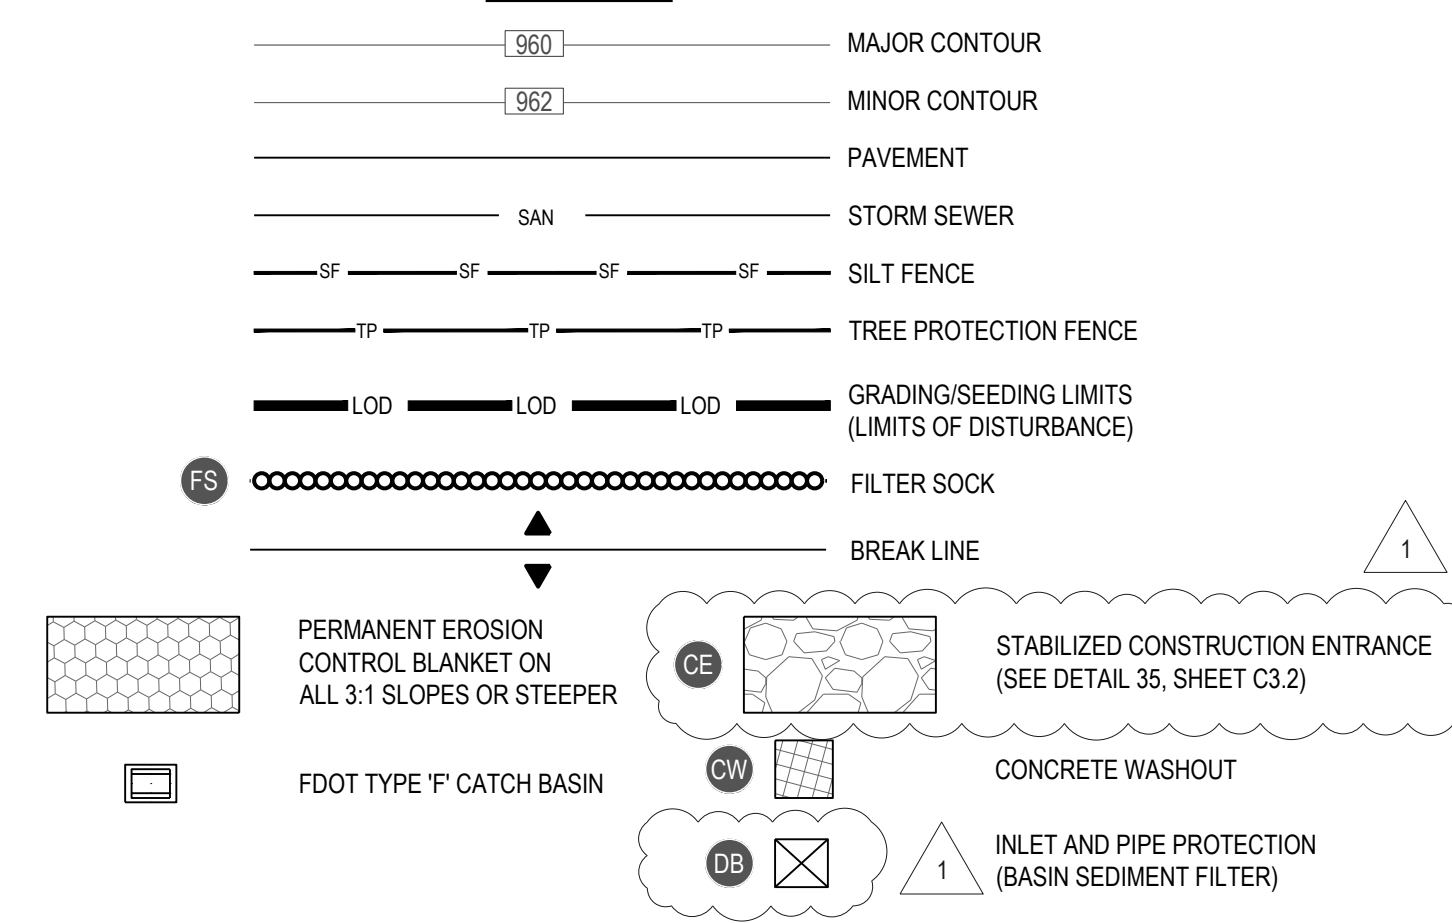 960 MAJOR CONTOUR
962 MINOR CONTOUR
PAVEMENT
SAN STORM SEWER
SF SF SF SF SILT FENCE
TP TP TP TREE PROTECTION FENCE
LOD LOD LOD GRADING/SEEDING LIMITS
(LIMITS OF DISTURBANCE)
FS FILTER SOCK
BREAK LINE
1
PERMANENT EROSION
CONTROL BLANKET ON
ALL 3:1 SLOPES OR STEEPER
CE STABILIZED CONSTRUCTION ENTRANCE
(SEE DETAIL 35, SHEET C3.2)
FDOT TYPE 'F' CATCH BASIN
CW CONCRETE WASHOUT
DB 1 INLET AND PIPE PROTECTION
(BASIN SEDIMENT FILTER)